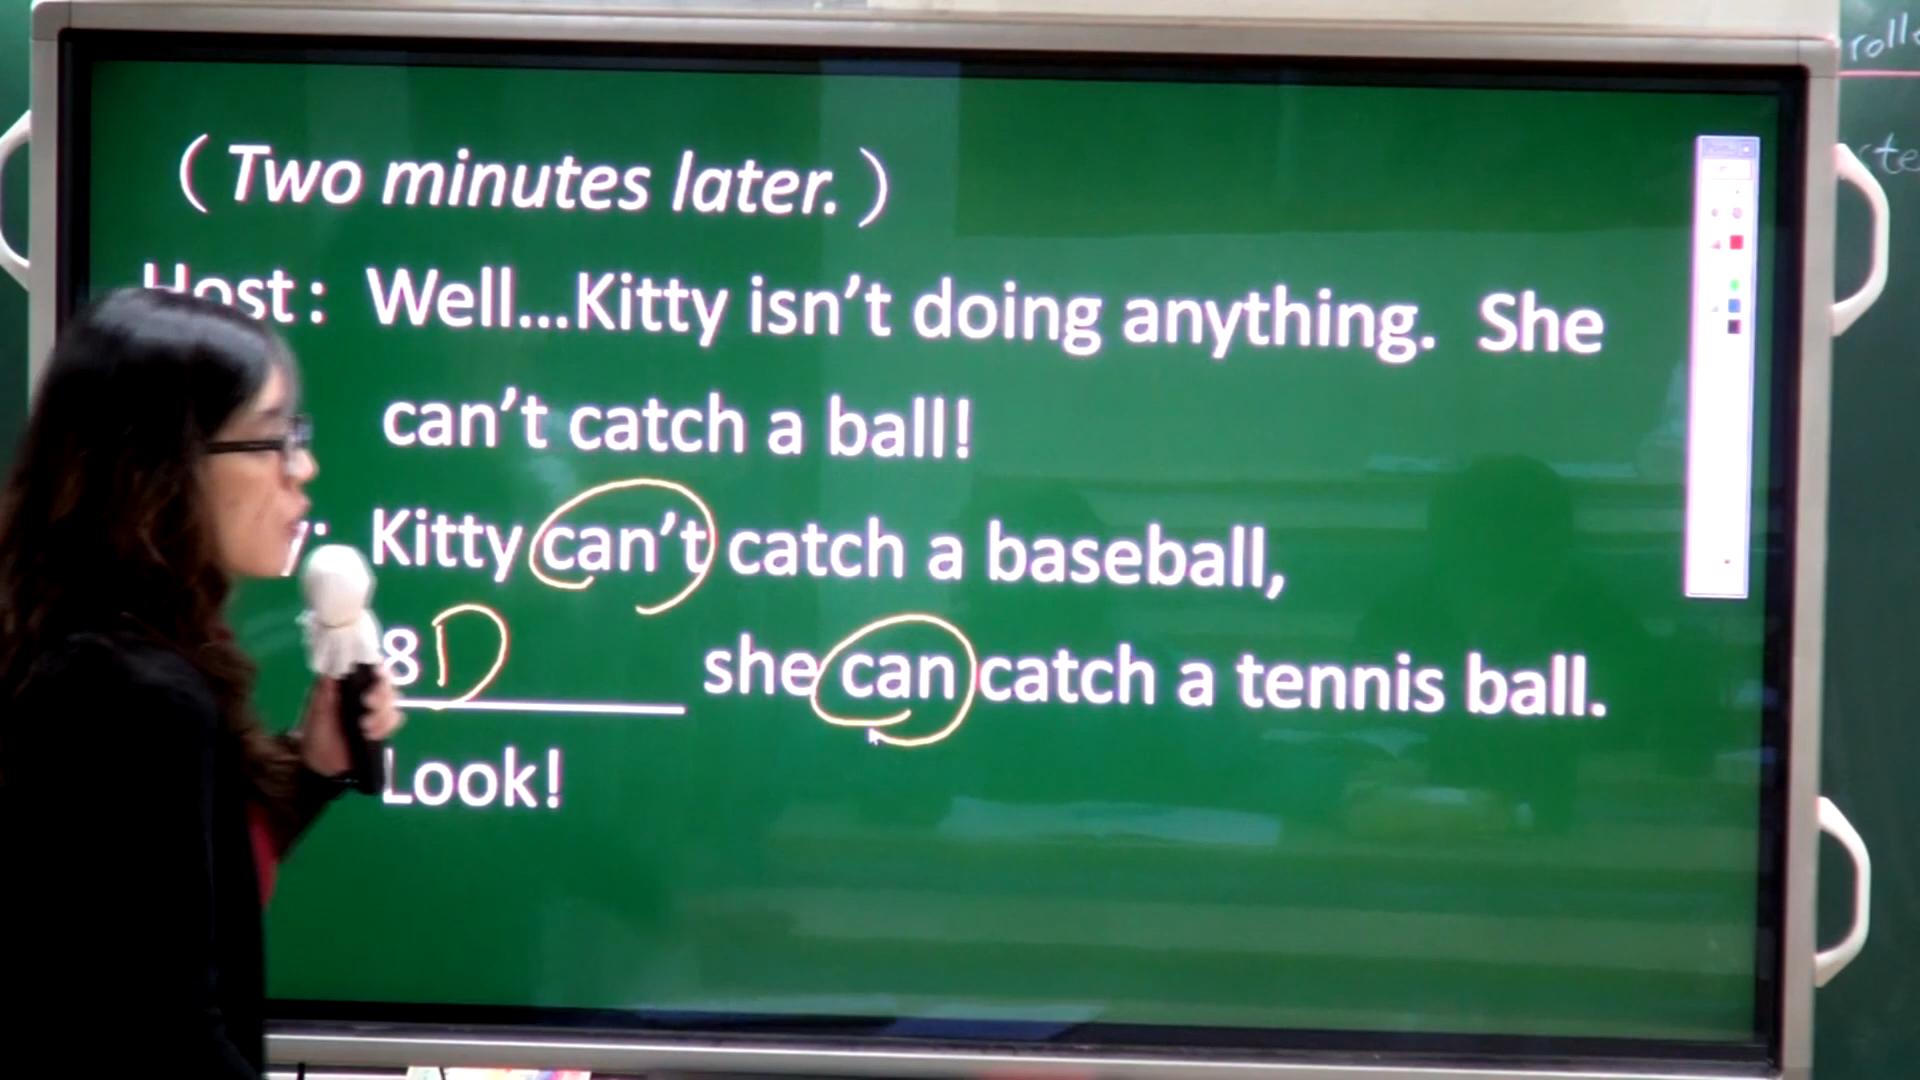 ( Two minutes later. )
Host: Well...Kitty isn't doing anything. She
can't catch a ball!
Kitty can't catch a baseball,
8 D she can catch a tennis ball.
Look!